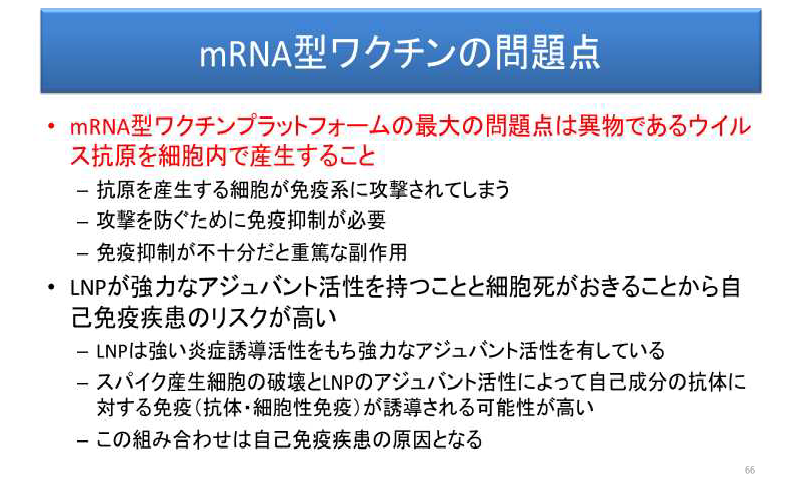 mRNA型ワクチンの問題点
• mRNA型ワクチンプラットフォームの最大の問題点は異物であるウイル
ス抗原を細胞内で産生すること
– 抗原を産生する細胞が免疫系に攻撃されてしまう
– 攻撃を防ぐために免疫抑制が必要
– 免疫抑制が不十分だと重篤な副作用
• LNPが強力なアジュバント活性を持つことと細胞死がおきることから自
己免疫疾患のリスクが高い
– LNPは強い炎症誘導活性をもち強力なアジュバント活性を有している
– スパイク産生細胞の破壊とLNPのアジュバント活性によって自己成分の抗体に
対する免疫（抗体・細胞性免疫）が誘導される可能性が高い
– この組み合わせは自己免疫疾患の原因となる
66